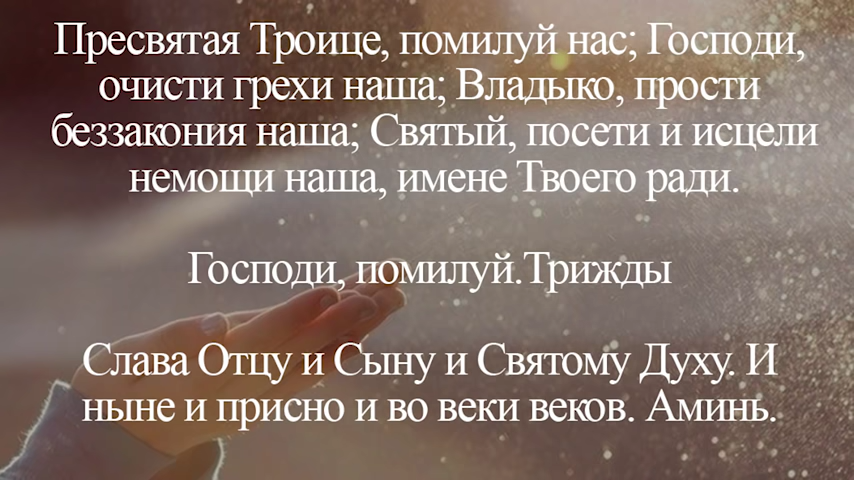 Пресвятая Троице, помилуй нас; Господи,
очисти грехи наша; Владыко, прости
беззакония наша; Святый, посети и исцели
немощи наша, имене Твоего ради.
Господи, помилуй.Трижды
Слава Отцу и Сыну и Святому Духу. И
ныне и присно и во веки веков. Аминь.